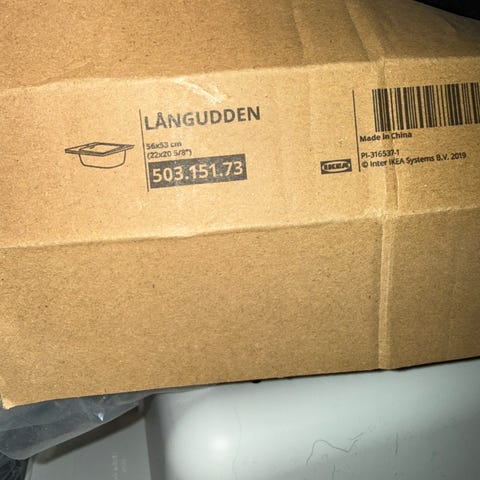 LÅNGUDDEN
56x53 cm
(22x20 5/8")
503.151.73
IKEA
Made in China
PI-316537-1
© Inter IKEA Systems B.V. 2019